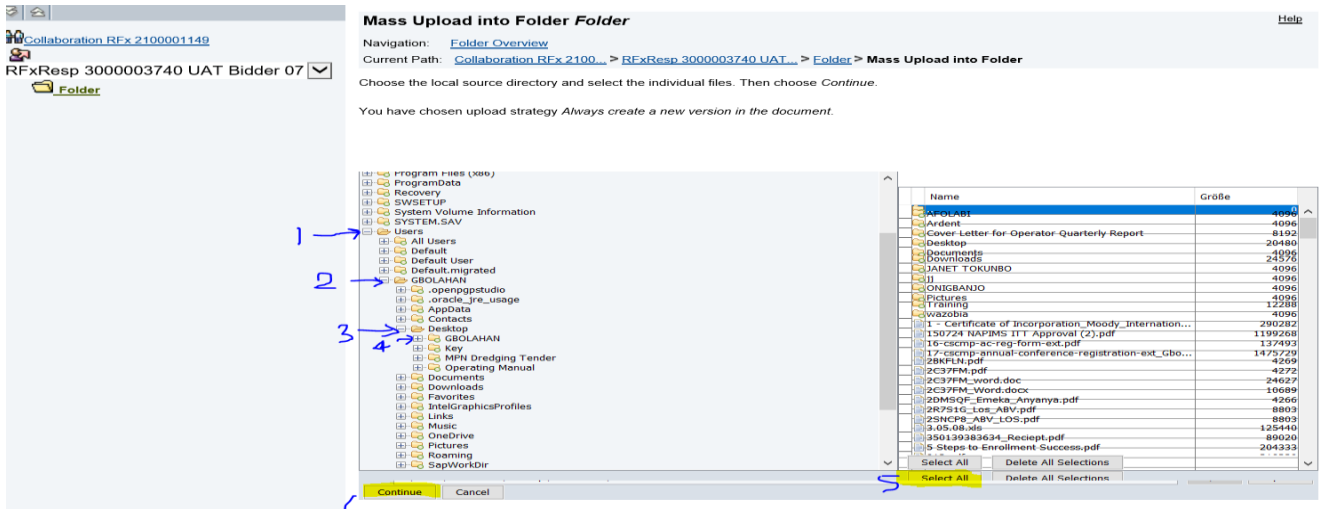 Collaboration RFx 2100001149
RFxResp 3000003740 UAT Bidder 07
Folder
Mass Upload into Folder Folder
Help
Navigation: Folder Overview
Current Path: Collaboration RFx 2100... > RFxResp 3000003740 UAT... > Folder > Mass Upload into Folder
Choose the local source directory and select the individual files. Then choose Continue.
You have chosen upload strategy Always create a new version in the document.
Program Files (x86)
ProgramData
Recovery
SWSETUP
System Volume Information
SYSTEM.SAV
1 Users
All Users
Default
Default User
Default.migrated
2 GBOLAHAN
.openpgpstudio
.oracle_jre_usage
AppData
Contacts
3 Desktop
4 GBOLAHAN
Key
MPN Dredging Tender
Operating Manual
Documents
Downloads
Favorites
IntelGraphicsProfiles
Links
Music
OneDrive
Pictures
Roaming
SapWorkDir
Name Größe
0
AFOLABI 4096
Ardent 4096
Cover Letter for Operator Quarterly Report 8192
Desktop 20480
Documents 4096
Downloads 24576
JANET TOKUNBO 4096
jj 4096
ONIGBANJO 4096
Pictures 4096
Training 12288
wazobia 4096
1 - Certificate of Incorporation_Moody_Internation... 290282
150724 NAPIMS ITT Approval (2).pdf 1199268
16-cscmp-ac-reg-form-ext.pdf 137493
17-cscmp-annual-conference-registration-ext_Gbo... 1475729
2BKFLN.pdf 4269
2C37FM.pdf 4272
2C37FM_word.doc 24627
2C37FM_Word.docx 10689
2DMSQF_Emeka_Anyanya.pdf 4266
2R7S1G_Los_ABV.pdf 8803
2SNCP8_ABV_LOS.pdf 8803
3.05.08.xls 125440
350139383634_Reciept.pdf 89020
5 Steps to Enrollment Success.pdf 204333
Select All Delete All Selections
5 Select All Delete All Selections
Continue Cancel